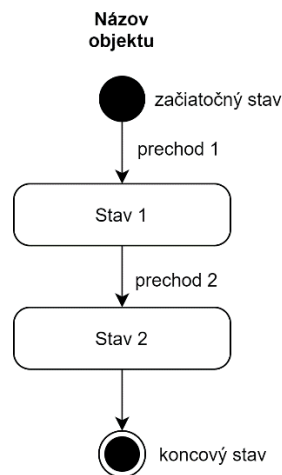 Názov
objektu
začiatočný stav
prechod 1
Stav 1
prechod 2
Stav 2
koncový stav